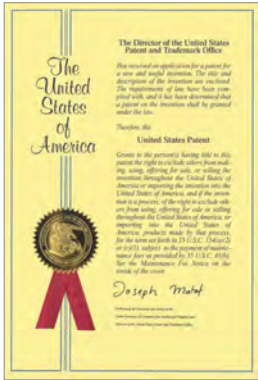 The
United
States
of
America
The Director of the United States
Patent and Trademark Office
Has received an application for a patent for
a new and useful invention. The title and
description of the invention are enclosed.
The requirements of law have been com-
plied with, and it has been determined that
a patent on the invention shall be granted
under the law.
Therefore, this
United States Patent
Grants to the person(s) having title to this
patent the right to exclude others from mak-
ing, using, offering for sale, or selling the
invention throughout the United States of
America or importing the invention into the
United States of America, and if the inven-
tion is a process, of the right to exclude oth-
ers from using, offering for sale or selling
throughout the United States of America, or
importing into the United States of
America, products made by that process,
for the term set forth in 35 U.S.C. 154(a)(2)
or (c)(1), subject to the payment of mainte-
nance fees as provided by 35 U.S.C. 41(b).
See the Maintenance Fee Notice on the
inside of the cover.
Joseph Matal